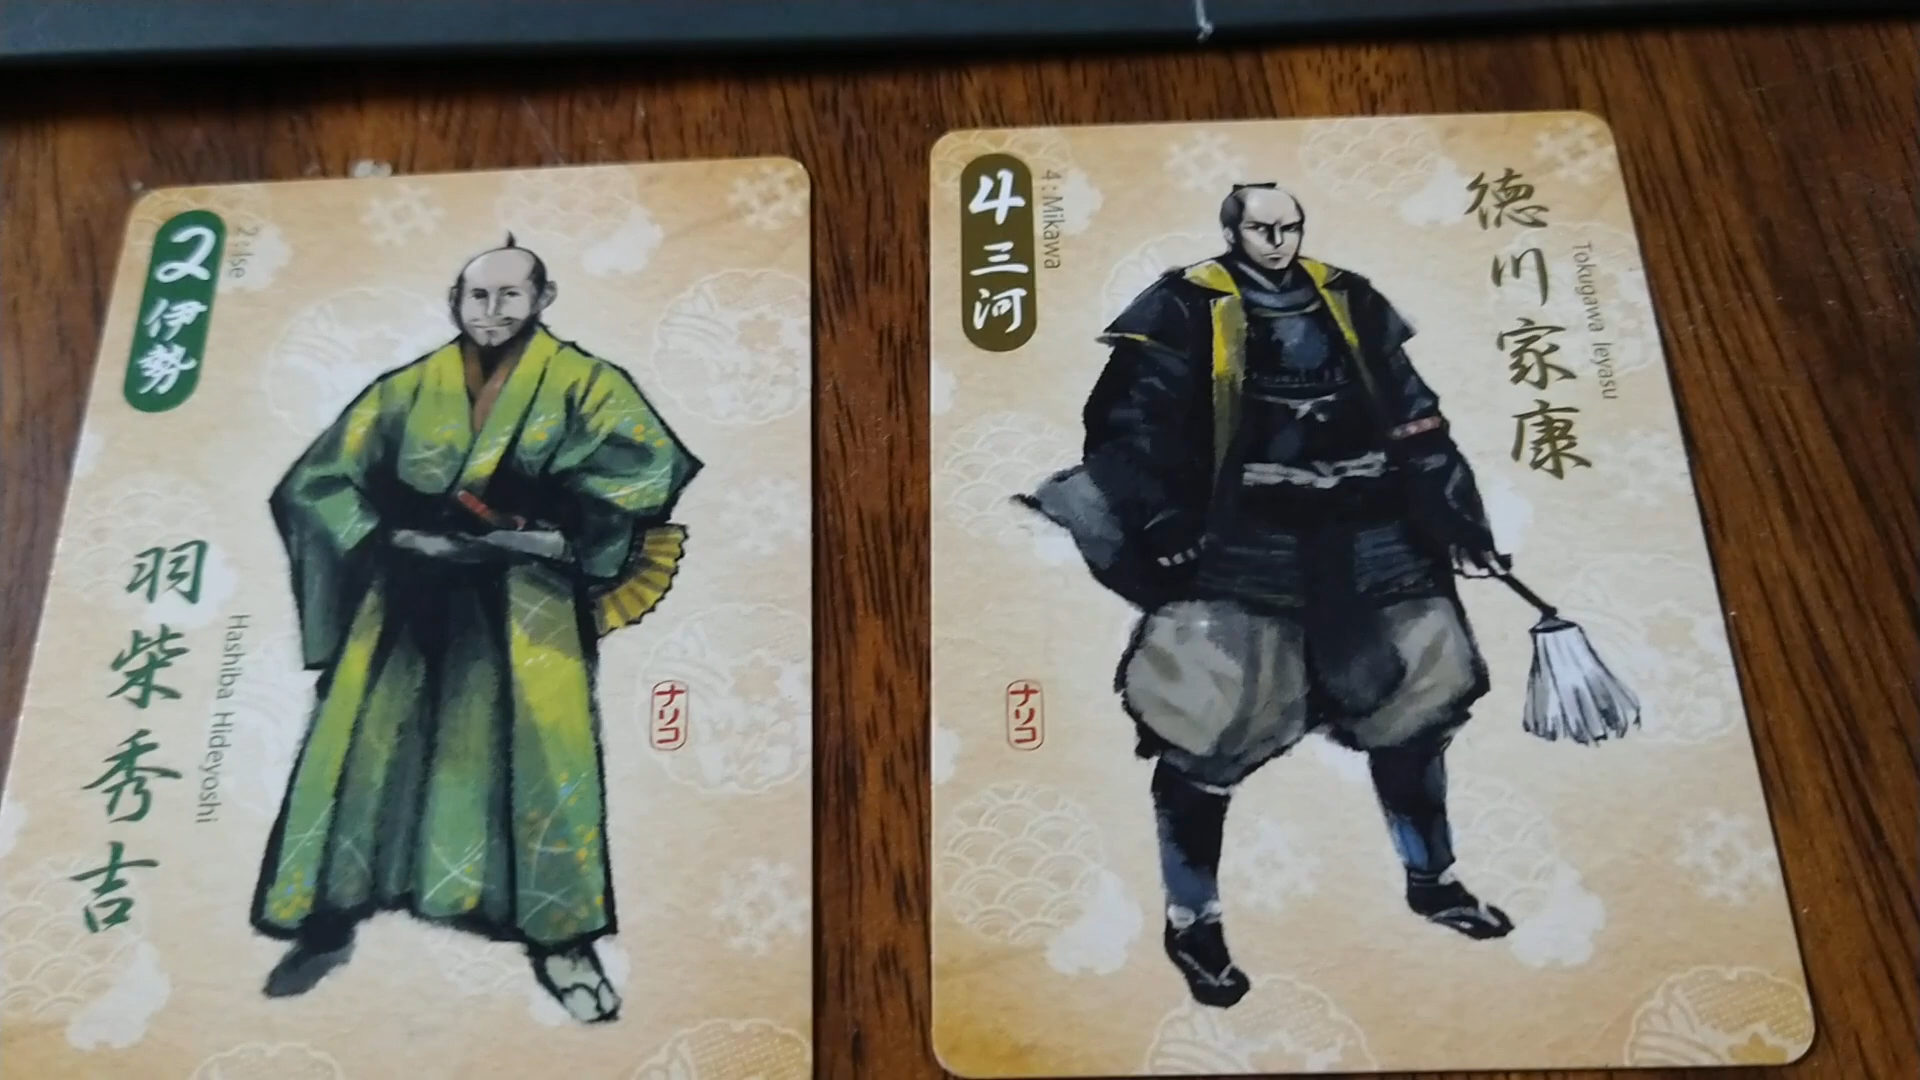 2 伊勢
2 : Ise
羽柴秀吉
Hashiba Hideyoshi
ナリコ
4 三河
4 : Mikawa
徳川家康
Tokugawa Ieyasu
ナリコ